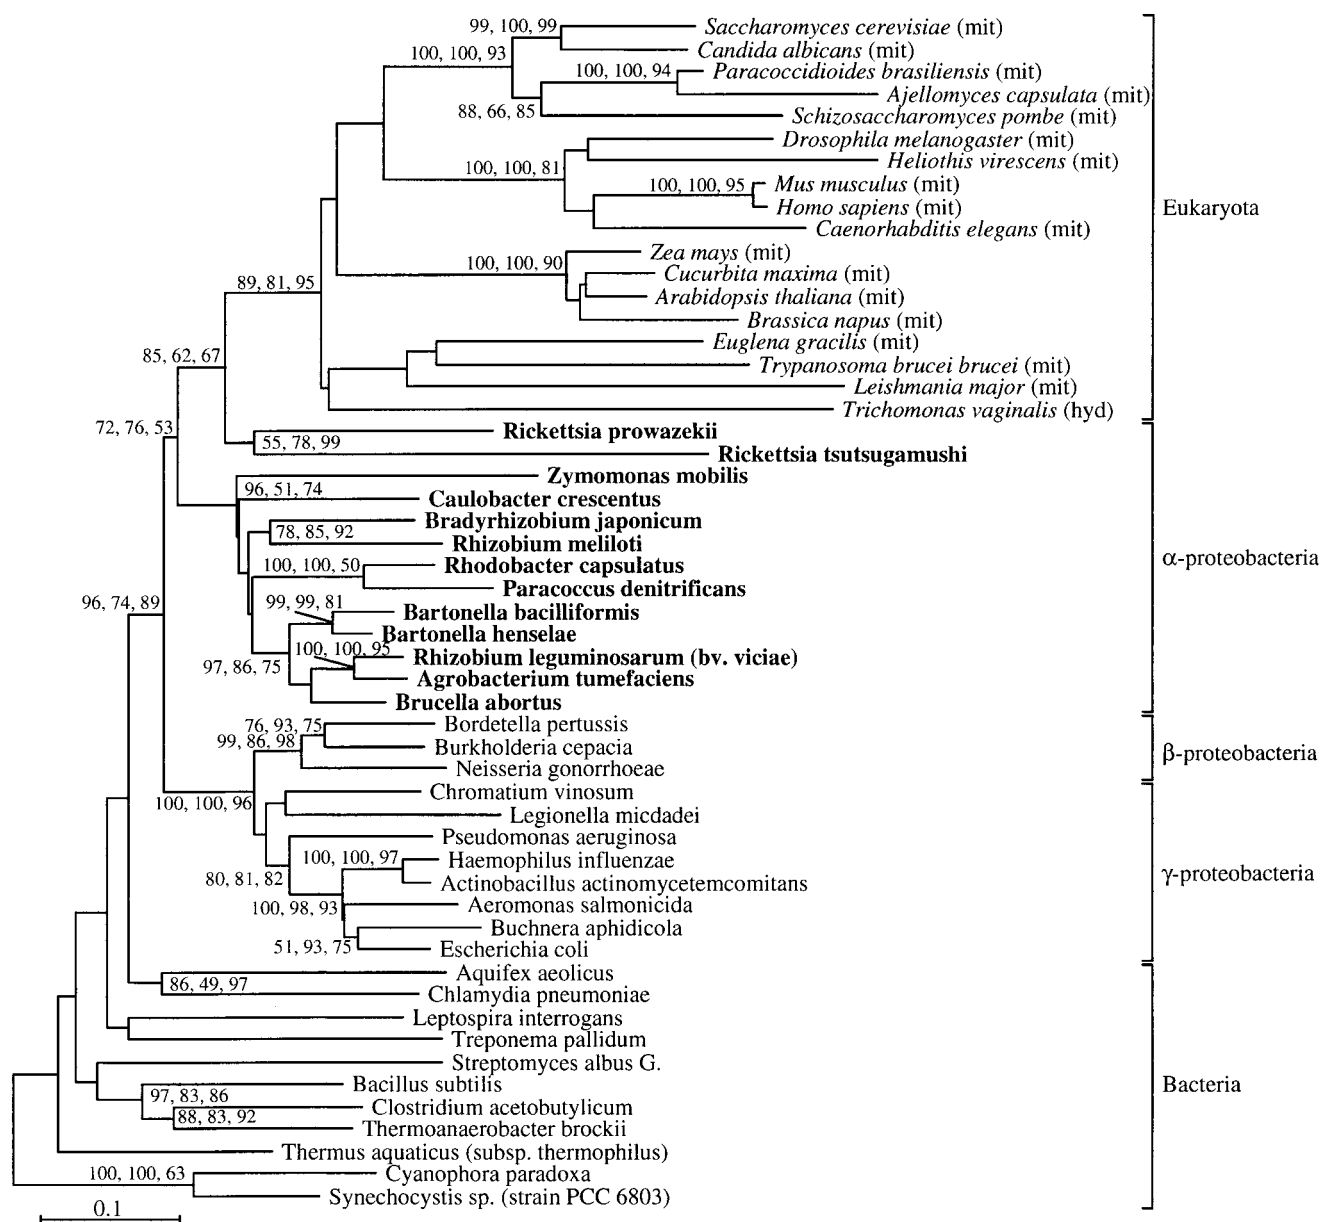 99, 100, 99
Saccharomyces cerevisiae (mit)
100, 100, 93
Candida albicans (mit)
100, 100, 94
Paracoccidioides brasiliensis (mit)
Ajellomyces capsulata (mit)
88, 66, 85
Schizosaccharomyces pombe (mit)
Drosophila melanogaster (mit)
100, 100, 81
Heliothis virescens (mit)
100, 100, 95
Mus musculus (mit)
Homo sapiens (mit)
Eukaryota
Caenorhabditis elegans (mit)
Zea mays (mit)
100, 100, 90
Cucurbita maxima (mit)
89, 81, 95
Arabidopsis thaliana (mit)
Brassica napus (mit)
Euglena gracilis (mit)
85, 62, 67
Trypanosoma brucei brucei (mit)
Leishmania major (mit)
Trichomonas vaginalis (hyd)
72, 76, 53
Rickettsia prowazekii
55, 78, 99
Rickettsia tsutsugamushi
Zymomonas mobilis
96, 51, 74
Caulobacter crescentus
Bradyrhizobium japonicum
78, 85, 92
Rhizobium meliloti
α-proteobacteria
100, 100, 50
Rhodobacter capsulatus
Paracoccus denitrificans
96, 74, 89
99, 99, 81
Bartonella bacilliformis
Bartonella henselae
100, 100, 95
Rhizobium leguminosarum (bv. viciae)
97, 86, 75
Agrobacterium tumefaciens
Brucella abortus
76, 93, 75
Bordetella pertussis
99, 86, 98
Burkholderia cepacia
β-proteobacteria
Neisseria gonorrhoeae
Chromatium vinosum
100, 100, 96
Legionella micdadei
Pseudomonas aeruginosa
100, 100, 97
Haemophilus influenzae
γ-proteobacteria
80, 81, 82
Actinobacillus actinomycetemcomitans
100, 98, 93
Aeromonas salmonicida
Buchnera aphidicola
51, 93, 75
Escherichia coli
Aquifex aeolicus
86, 49, 97
Chlamydia pneumoniae
Leptospira interrogans
Treponema pallidum
Streptomyces albus G.
Bacillus subtilis
Bacteria
97, 83, 86
Clostridium acetobutylicum
88, 83, 92
Thermoanaerobacter brockii
Thermus aquaticus (subsp. thermophilus)
100, 100, 63
Cyanophora paradoxa
Synechocystis sp. (strain PCC 6803)
0.1